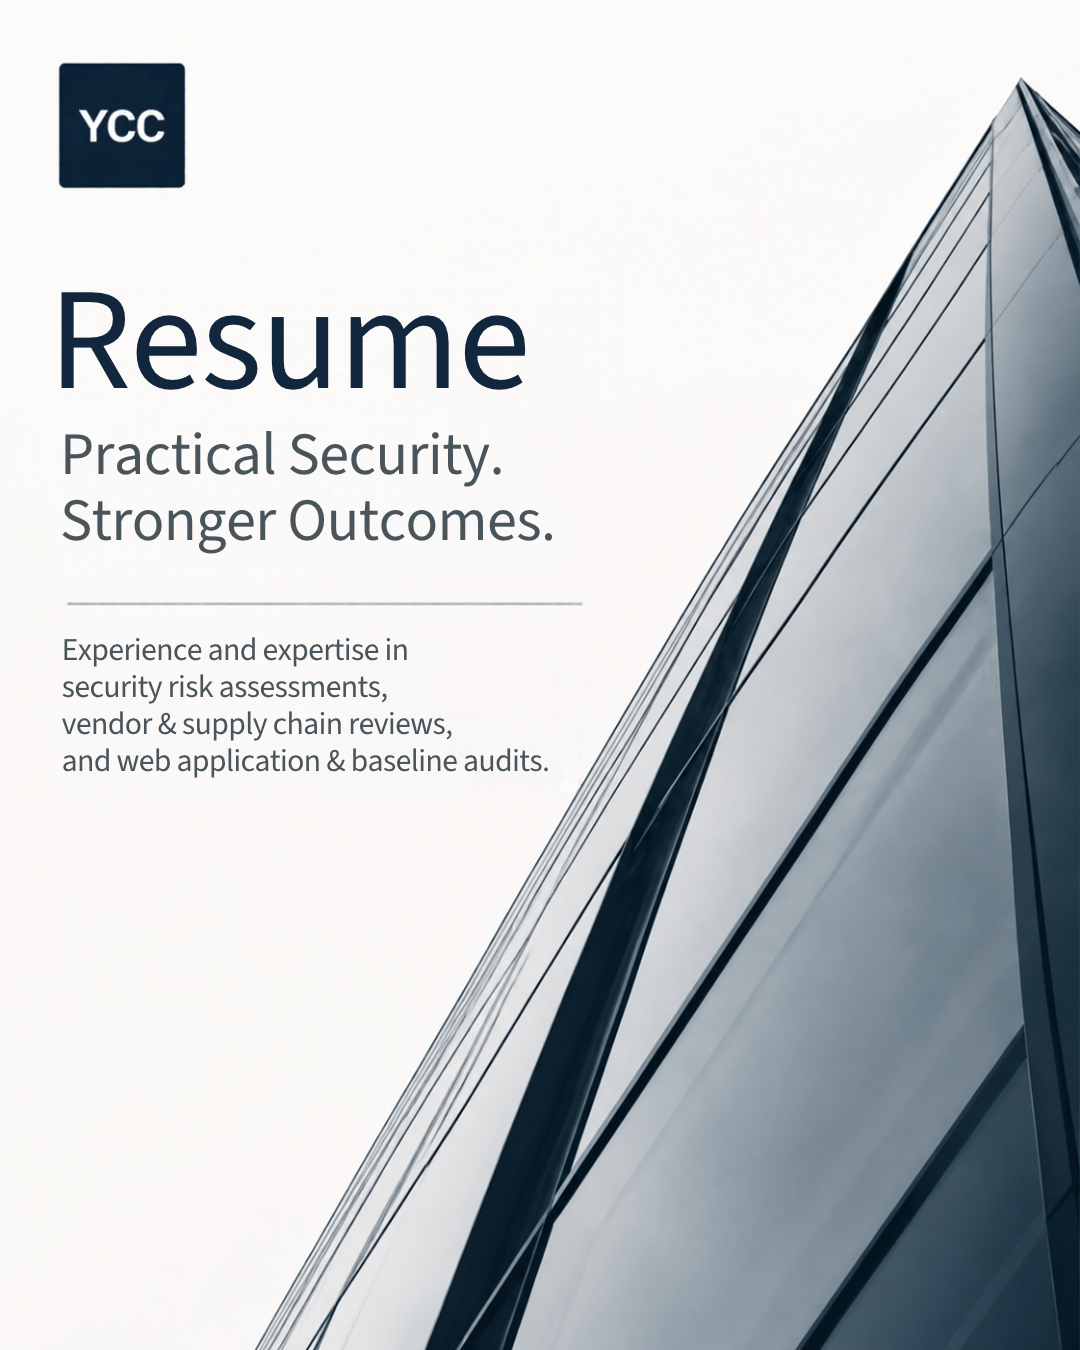 YCC
Resume
Practical Security.
Stronger Outcomes.
Experience and expertise in
security risk assessments,
vendor & supply chain reviews,
and web application & baseline audits.